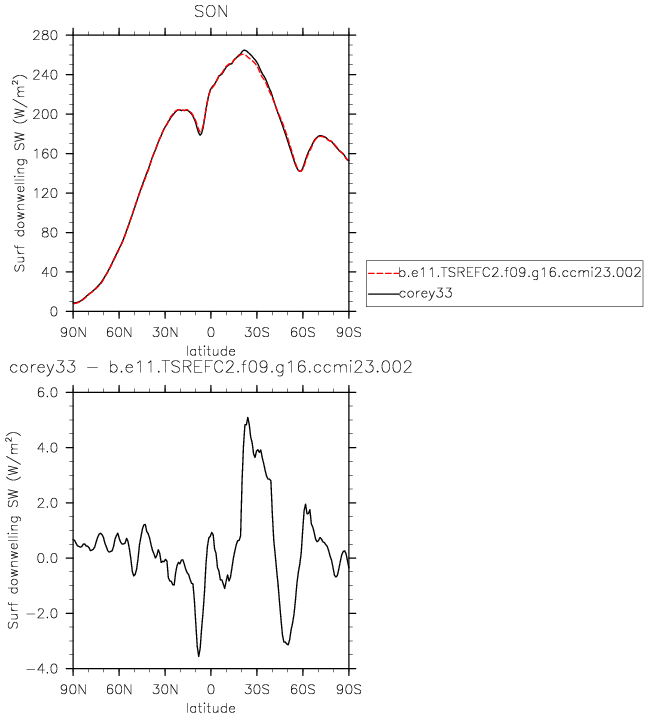 SON
280
240
200
160
120
80
40
0
Surf downwelling SW (W/m²)
90N 60N 30N 0 30S 60S 90S
latitude
b.e11.TSREFC2.f09.g16.ccmi23.002
corey33
corey33 − b.e11.TSREFC2.f09.g16.ccmi23.002
6.0
4.0
2.0
0.0
−2.0
−4.0
Surf downwelling SW (W/m²)
90N 60N 30N 0 30S 60S 90S
latitude